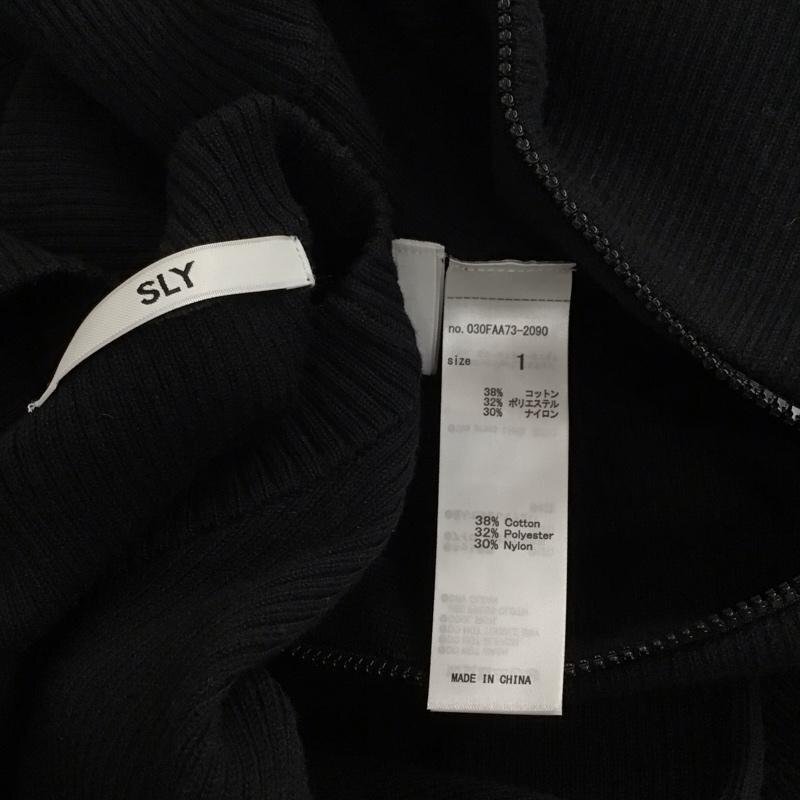 SLY
no. 030FAA73-2090
size 1
38% コットン
32% ポリエステル
30% ナイロン
38% Cotton
32% Polyester
30% Nylon
MADE IN CHINA